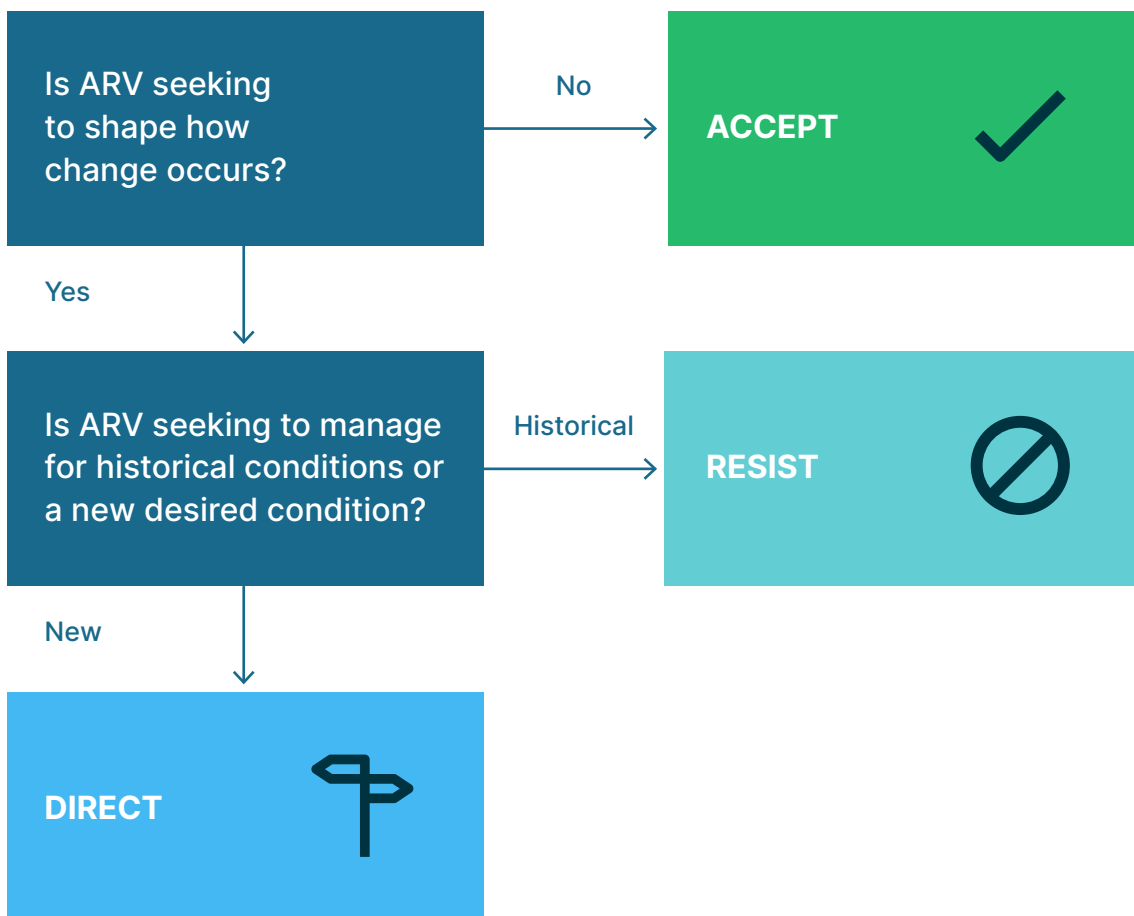 Is ARV seeking
to shape how
change occurs?
No
ACCEPT
Yes
Is ARV seeking to manage
for historical conditions or
a new desired condition?
Historical
RESIST
New
DIRECT